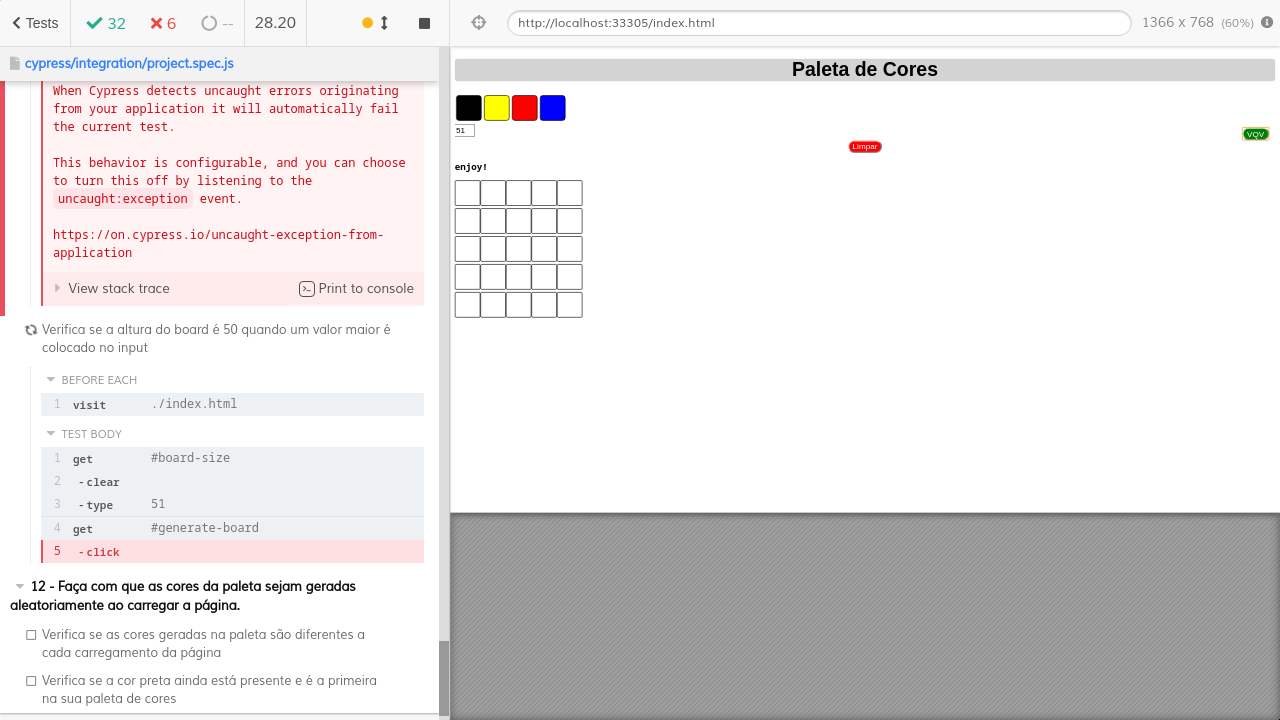 Tests
32
6
--
28.20
http://localhost:33305/index.html
1366 x 768 (60%)
cypress/integration/project.spec.js
When Cypress detects uncaught errors originating
from your application it will automatically fail
the current test.
This behavior is configurable, and you can choose
to turn this off by listening to the
uncaught:exception event.
https://on.cypress.io/uncaught-exception-from-
application
View stack trace
Print to console
Verifica se a altura do board é 50 quando um valor maior é
colocado no input
BEFORE EACH
1 visit ./index.html
TEST BODY
1 get #board-size
2 -clear
3 -type 51
4 get #generate-board
5 -click
12 - Faça com que as cores da paleta sejam geradas
aleatoriamente ao carregar a página.
Verifica se as cores geradas na paleta são diferentes a
cada carregamento da página
Verifica se a cor preta ainda está presente e é a primeira
na sua paleta de cores
Paleta de Cores
51
VQV
Limpar
enjoy!